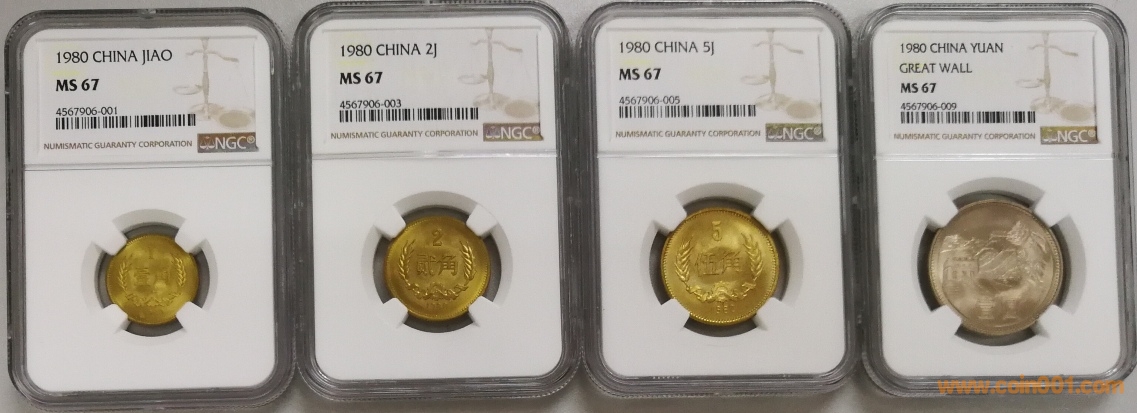 1980 CHINA JIAO
MS 67
4567906-001
NUMISMATIC GUARANTY CORPORATION
NGC®
1980 CHINA 2J
MS 67
4567906-003
NUMISMATIC GUARANTY CORPORATION
NGC®
1980 CHINA 5J
MS 67
4567906-005
NUMISMATIC GUARANTY CORPORATION
NGC®
1980 CHINA YUAN
GREAT WALL
MS 67
4567906-009
NUMISMATIC GUARANTY CORPORATION
NGC®
2
贰角
5
伍角
www.coin001.com